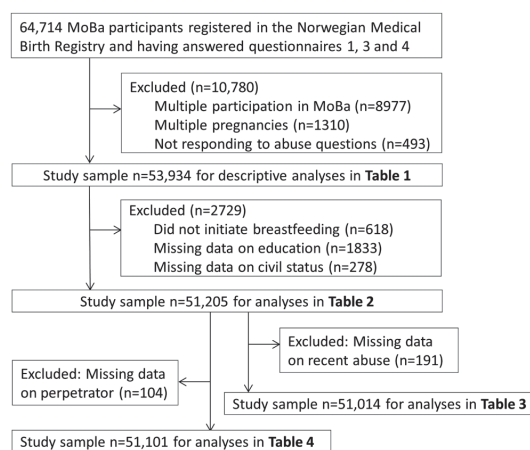 64,714 MoBa participants registered in the Norwegian Medical
Birth Registry and having answered questionnaires 1, 3 and 4
Excluded (n=10,780)
Multiple participation in MoBa (n=8977)
Multiple pregnancies (n=1310)
Not responding to abuse questions (n=493)
Study sample n=53,934 for descriptive analyses in Table 1
Excluded (n=2729)
Did not initiate breastfeeding (n=618)
Missing data on education (n=1833)
Missing data on civil status (n=278)
Study sample n=51,205 for analyses in Table 2
Excluded: Missing data
on recent abuse (n=191)
Excluded: Missing data
on perpetrator (n=104)
Study sample n=51,014 for analyses in Table 3
Study sample n=51,101 for analyses in Table 4